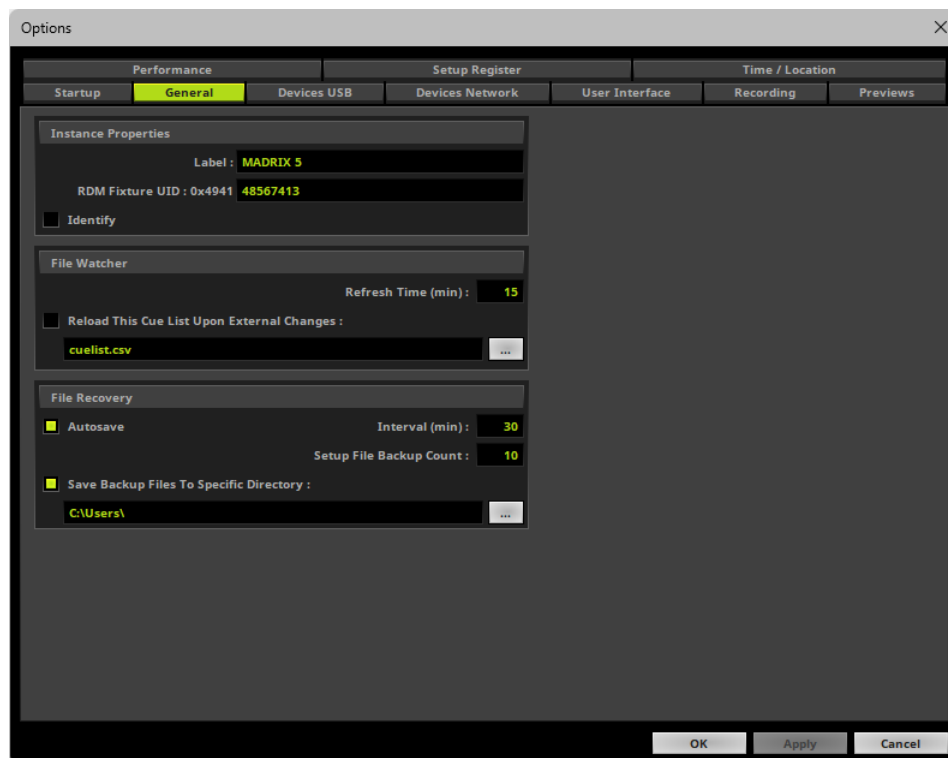 Options
Performance Setup Register Time / Location
Startup General Devices USB Devices Network User Interface Recording Previews
Instance Properties
Label : MADRIX 5
RDM Fixture UID : 0x4941 48567413
Identify
File Watcher
Refresh Time (min) : 15
Reload This Cue List Upon External Changes :
cuelist.csv ...
File Recovery
Autosave Interval (min) : 30
Setup File Backup Count : 10
Save Backup Files To Specific Directory :
C:\Users\ ...
OK Apply Cancel